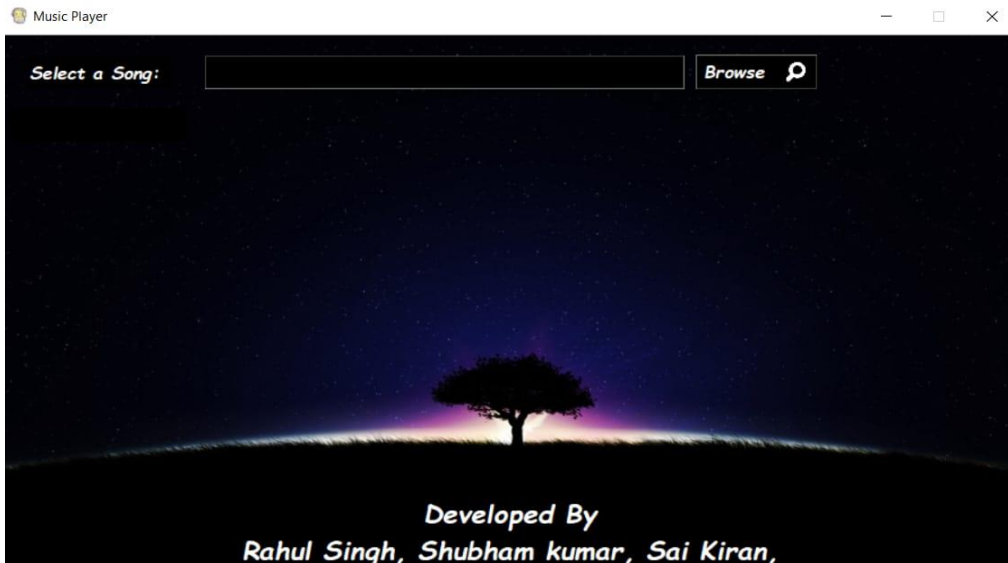 Music Player
Select a Song:
Browse
Developed By
Rahul Singh, Shubham kumar, Sai Kiran,